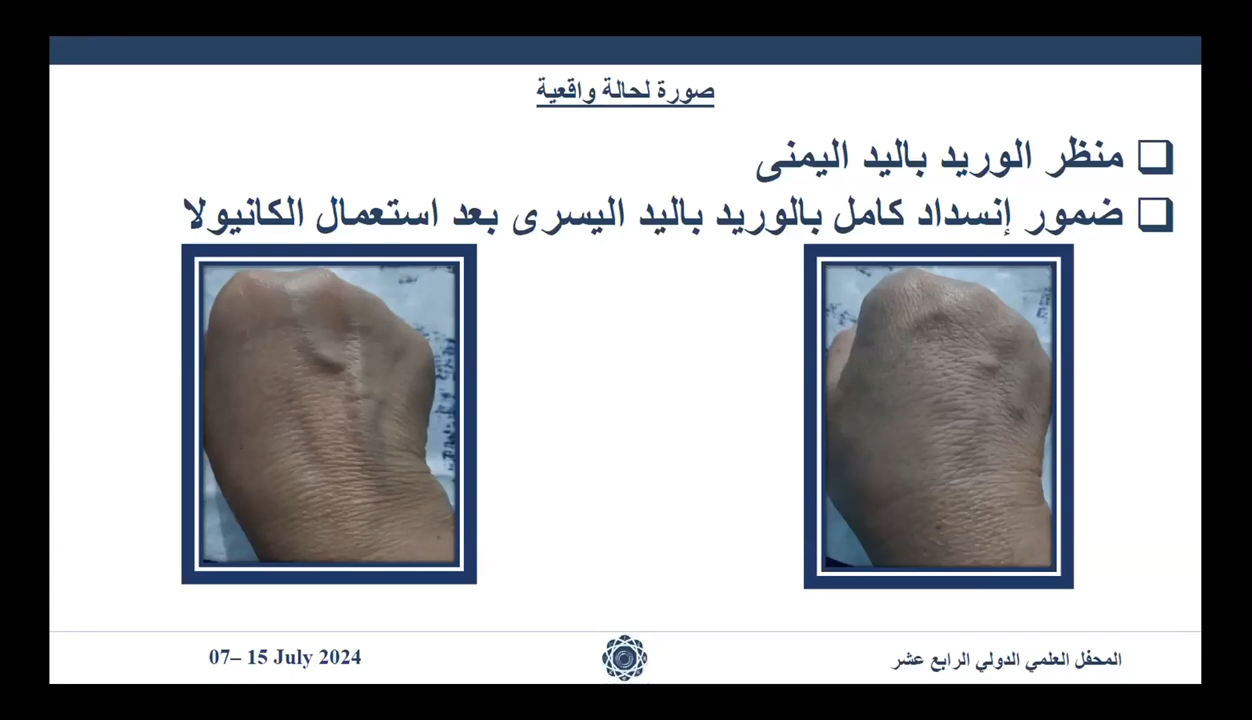 صورة لحالة واقعية
منظر الوريد باليد اليمنى
ضمور إنسداد كامل بالوريد باليد اليسرى بعد استعمال الكانيولا
07– 15 July 2024
المحفل العلمي الدولي الرابع عشر